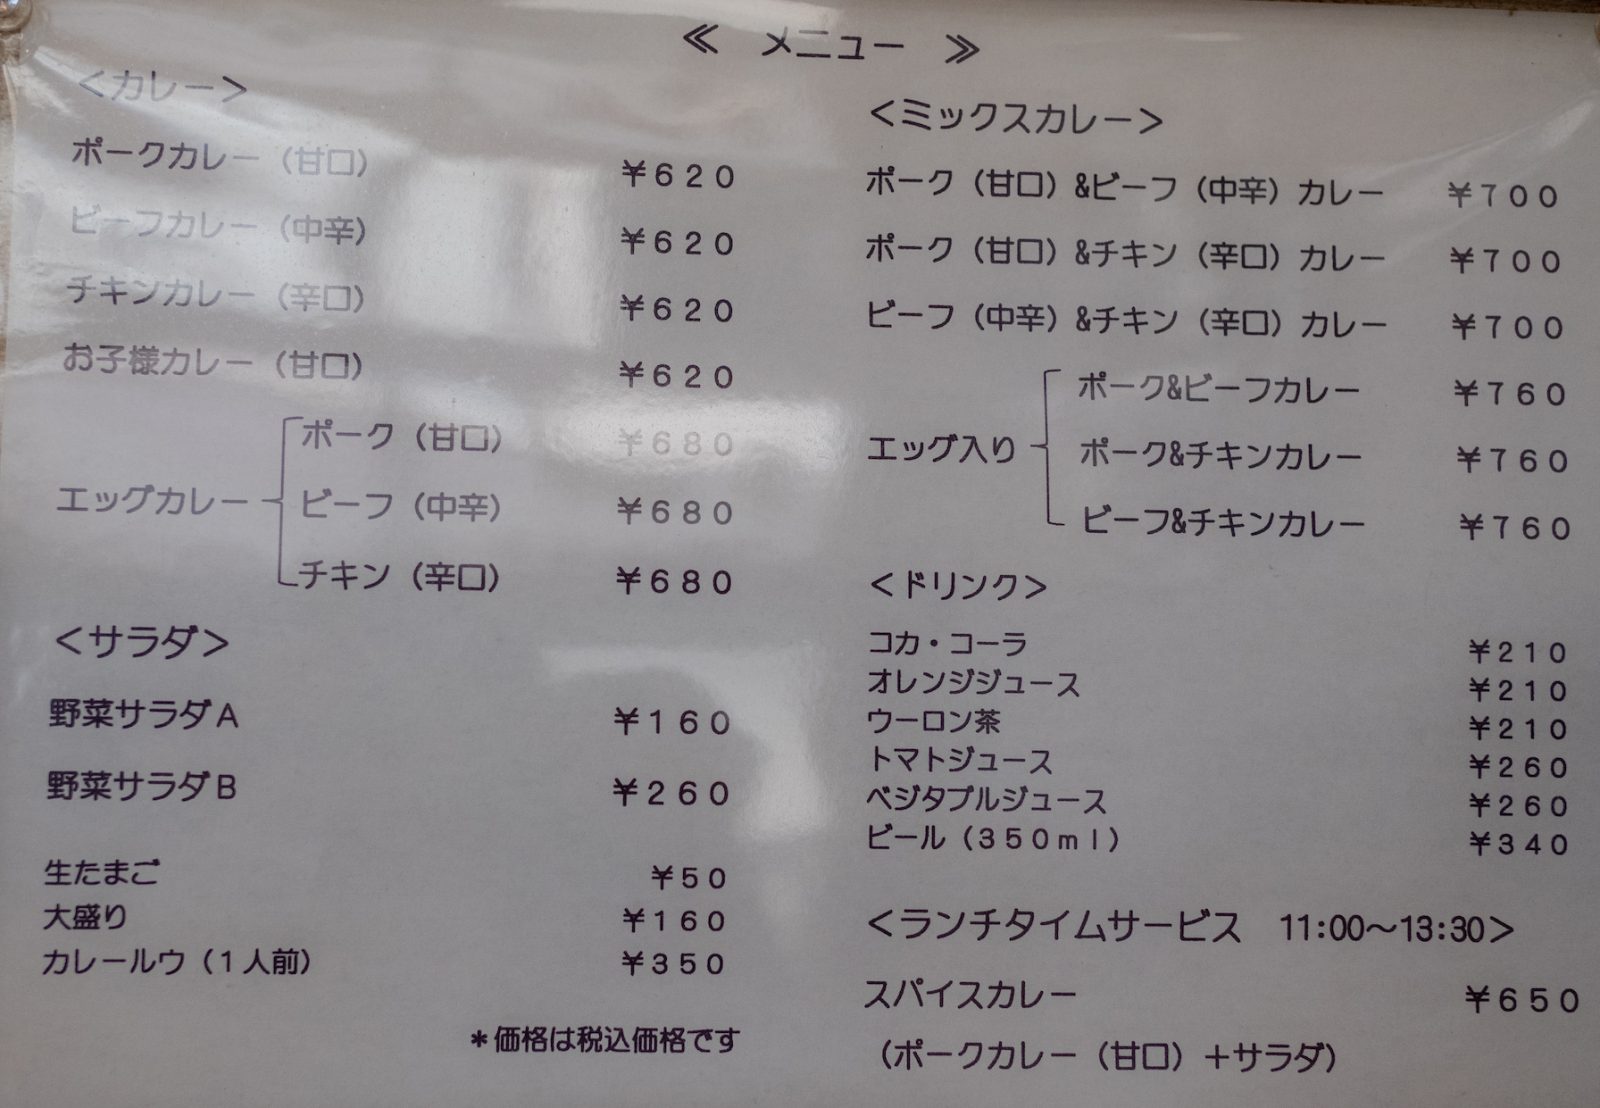 ≪　メニュー　≫
＜カレー＞
ポークカレー（甘口） ￥620
ビーフカレー（中辛） ￥620
チキンカレー（辛口） ￥620
お子様カレー（甘口） ￥620
エッグカレー
ポーク（甘口） ￥680
ビーフ（中辛） ￥680
チキン（辛口） ￥680
＜サラダ＞
野菜サラダA ￥160
野菜サラダB ￥260
生たまご ￥50
大盛り ￥160
カレールウ（1人前） ￥350
＊価格は税込価格です
＜ミックスカレー＞
ポーク（甘口）&ビーフ（中辛）カレー ￥700
ポーク（甘口）&チキン（辛口）カレー ￥700
ビーフ（中辛）&チキン（辛口）カレー ￥700
エッグ入り
ポーク&ビーフカレー ￥760
ポーク&チキンカレー ￥760
ビーフ&チキンカレー ￥760
＜ドリンク＞
コカ・コーラ ￥210
オレンジジュース ￥210
ウーロン茶 ￥210
トマトジュース ￥260
ベジタブルジュース ￥260
ビール（350ml） ￥340
＜ランチタイムサービス　11:00～13:30＞
スパイスカレー ￥650
（ポークカレー（甘口）＋サラダ）